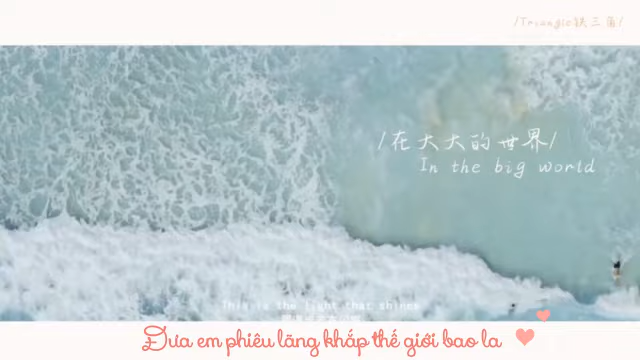 /Triangle铁三角/
/在大大的世界/
In the big world
This is the light that shines
Đưa em phiêu lãng khắp thế giới bao la